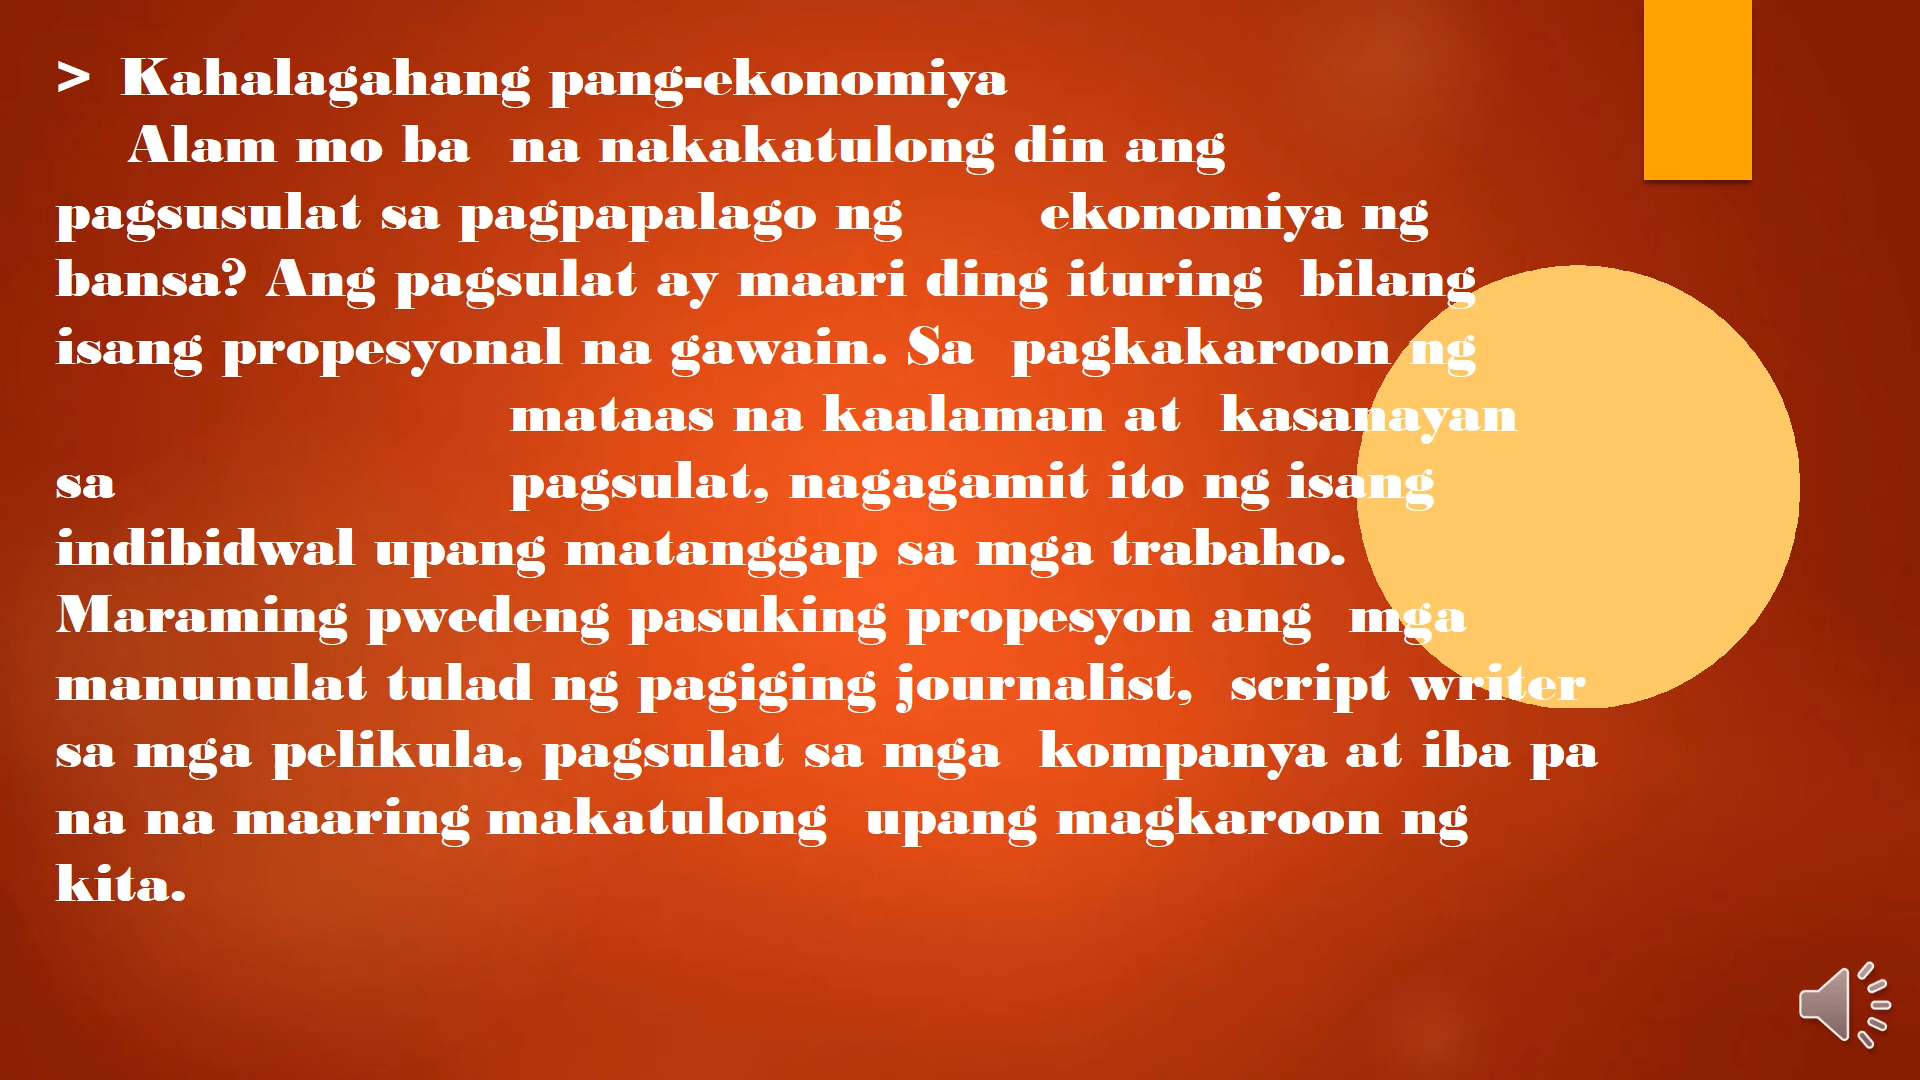 > Kahalagahang pang-ekonomiya
Alam mo ba na nakakatulong din ang
pagsusulat sa pagpapalago ng ekonomiya ng
bansa? Ang pagsulat ay maari ding ituring bilang
isang propesyonal na gawain. Sa pagkakaroon ng
mataas na kaalaman at kasanayan
sa pagsulat, nagagamit ito ng isang
indibidwal upang matanggap sa mga trabaho.
Maraming pwedeng pasuking propesyon ang mga
manunulat tulad ng pagiging journalist, script writer
sa mga pelikula, pagsulat sa mga kompanya at iba pa
na na maaring makatulong upang magkaroon ng
kita.